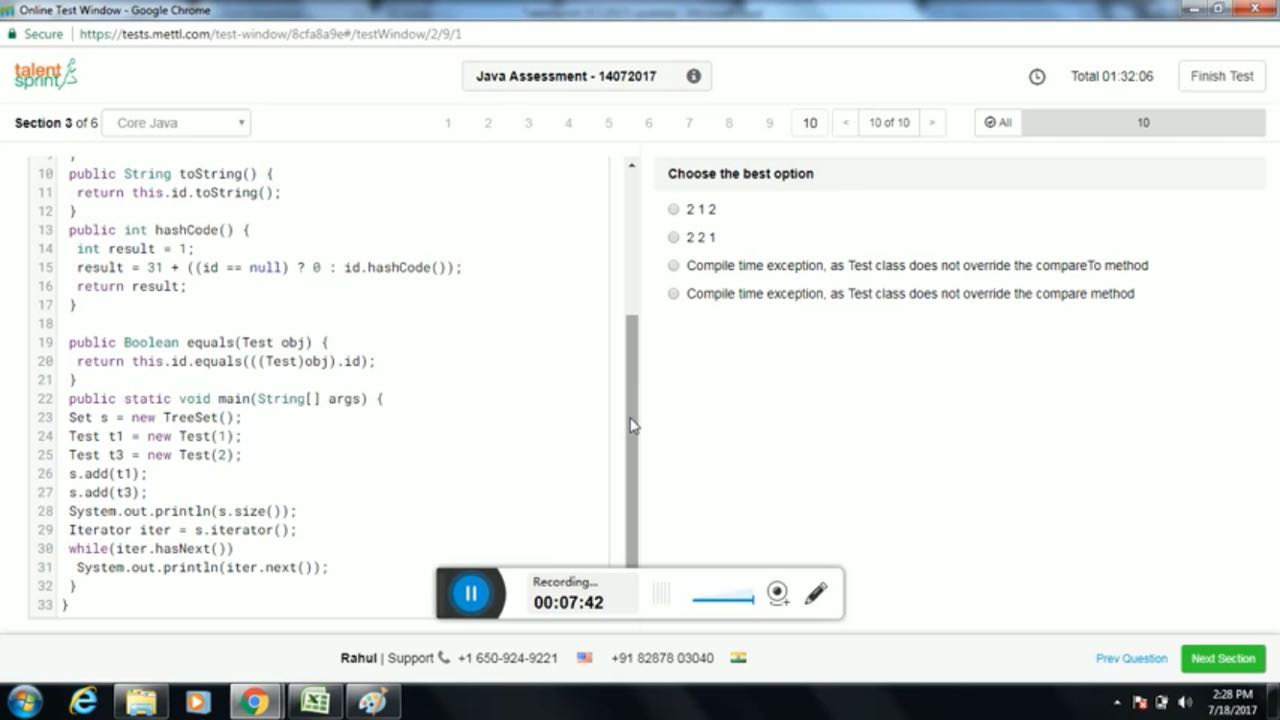 Online Test Window - Google Chrome
Secure | https://tests.mettl.com/test-window/8cfa8a9e#/testWindow/2/9/1
talent sprint
Java Assessment - 14072017
Total 01:32:06
Finish Test
Section 3 of 6 Core Java 1 2 3 4 5 6 7 8 9 10 < 10 of 10 > All 10
10 public String toString() {
11 return this.id.toString();
12 }
13 public int hashCode() {
14 int result = 1;
15 result = 31 + ((id == null) ? 0 : id.hashCode());
16 return result;
17 }
18
19 public Boolean equals(Test obj) {
20 return this.id.equals(((Test)obj).id);
21 }
22 public static void main(String[] args) {
23 Set s = new TreeSet();
24 Test t1 = new Test(1);
25 Test t3 = new Test(2);
26 s.add(t1);
27 s.add(t3);
28 System.out.println(s.size());
29 Iterator iter = s.iterator();
30 while(iter.hasNext())
31 System.out.println(iter.next());
32 }
33 }
Choose the best option
2 1 2
2 2 1
Compile time exception, as Test class does not override the compareTo method
Compile time exception, as Test class does not override the compare method
Recording...
00:07:42
Rahul | Support +1 650-924-9221 +91 82878 03040
Prev Question
Next Section
2:28 PM
7/18/2017